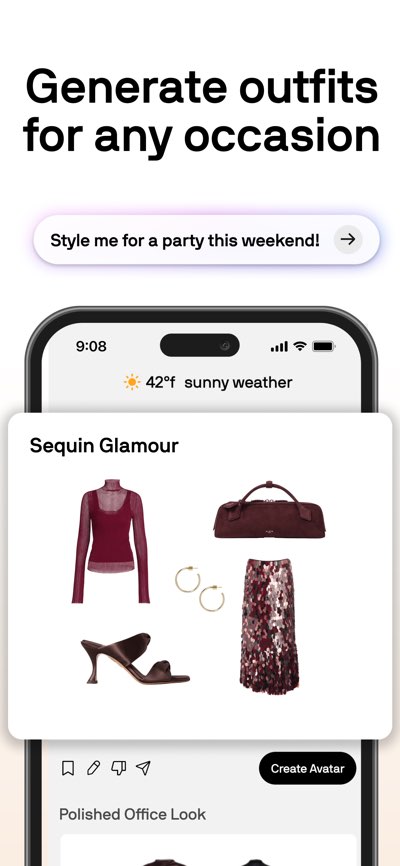 Generate outfits
for any occasion
Style me for a party this weekend!
9:08
42°f sunny weather
Sequin Glamour
Create Avatar
Polished Office Look